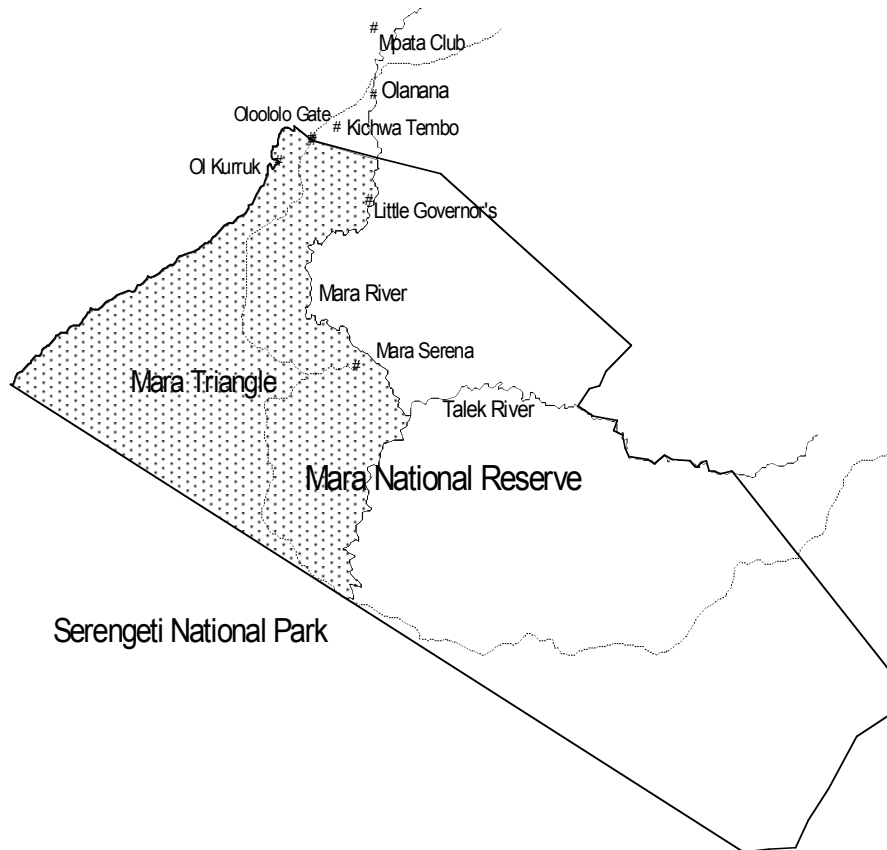 #
Mpata Club
# Olanana
Oloololo Gate
#
# Kichwa Tembo
Ol Kurruk #
#
Little Governor's
Mara River
Mara Serena
#
Mara Triangle
Talek River
Mara National Reserve
Serengeti National Park